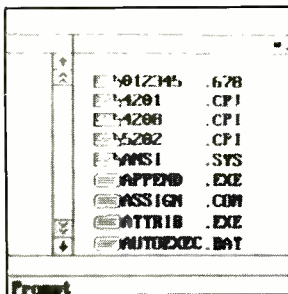 *.
012345 .678
4201 .CPI
4208 .CPI
5202 .CPI
ANSI .SYS
APPEND .EXE
ASSIGN .COM
ATTRIB .EXE
AUTOEXEC.BAT
Prompt